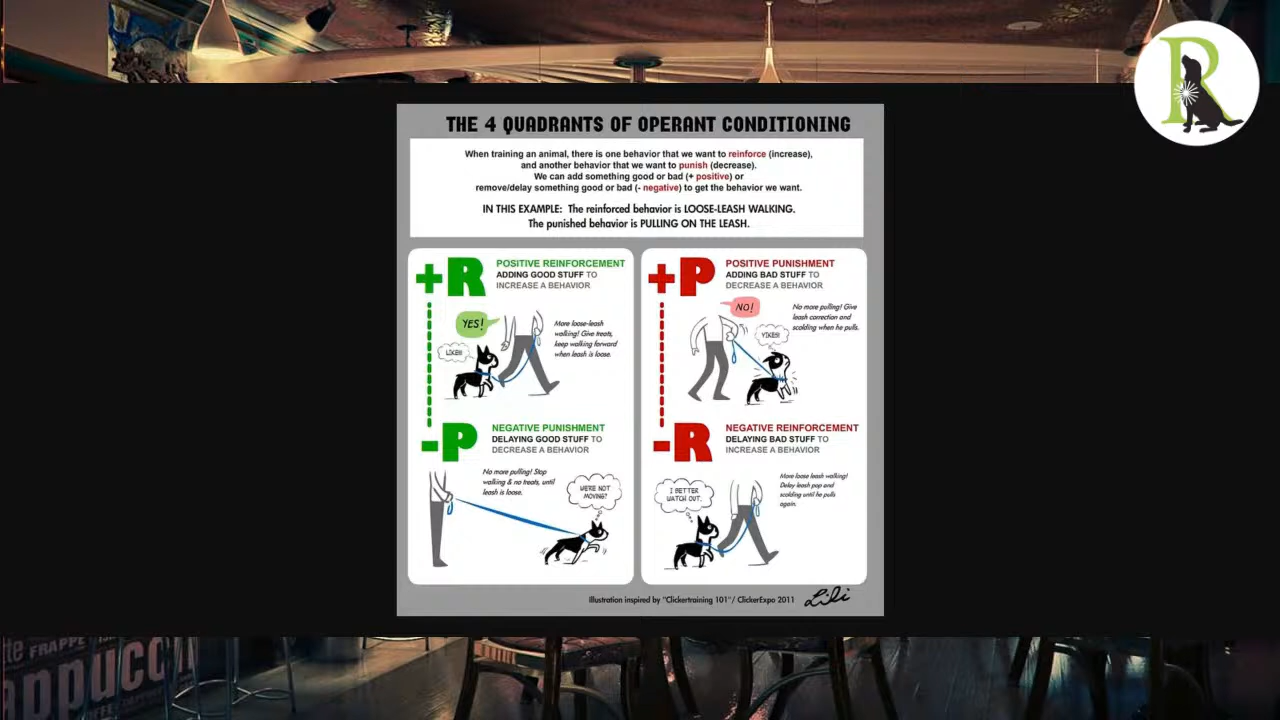 THE 4 QUADRANTS OF OPERANT CONDITIONING
When training an animal, there is one behavior that we want to reinforce (increase),
and another behavior that we want to punish (decrease).
We can add something good or bad (+ positive) or
remove/delay something good or bad (- negative) to get the behavior we want.
IN THIS EXAMPLE: The reinforced behavior is LOOSE-LEASH WALKING.
The punished behavior is PULLING ON THE LEASH.
+R
POSITIVE REINFORCEMENT
ADDING GOOD STUFF TO
INCREASE A BEHAVIOR
YES!
LIKE!!!
More loose-leash
walking! Give treats,
keep walking forward
when leash is loose.
-P
NEGATIVE PUNISHMENT
DELAYING GOOD STUFF TO
DECREASE A BEHAVIOR
No more pulling! Stop
walking & no treats, until
leash is loose.
WE'RE NOT
MOVING?
+P
POSITIVE PUNISHMENT
ADDING BAD STUFF TO
DECREASE A BEHAVIOR
NO!
YIKE!!!
No more pulling! Give
leash correction and
scolding when he pulls.
-R
NEGATIVE REINFORCEMENT
DELAYING BAD STUFF TO
INCREASE A BEHAVIOR
I BETTER
WATCH OUT.
More loose leash walking!
Delay leash pop and
scolding until he pulls
again.
Illustration inspired by "Clickertraining 101"/ ClickerExpo 2011
Lili
R
FRAPPE
appucc